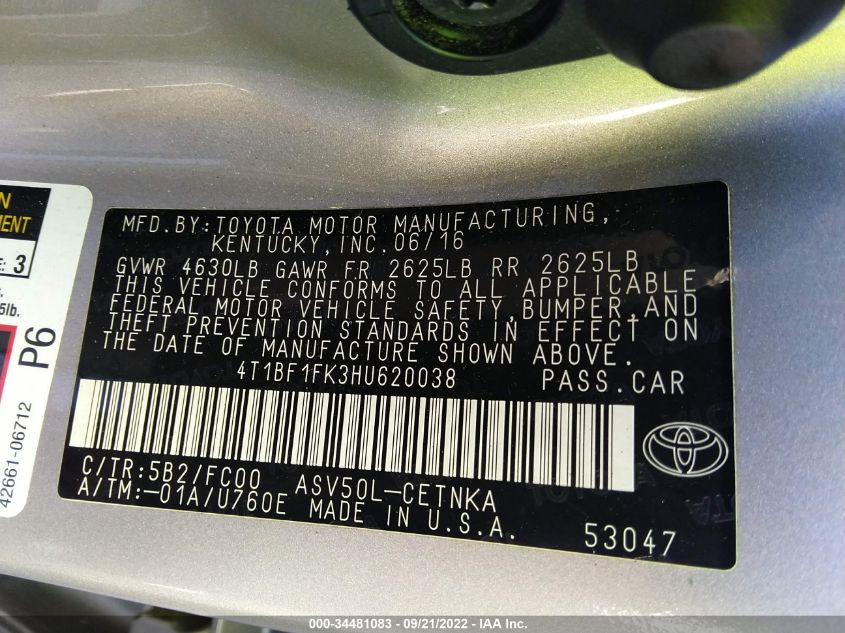 MFD.BY:TOYOTA MOTOR MANUFACTURING,
KENTUCKY,INC.06/16
GVWR 4630LB GAWR FR 2625LB RR 2625LB
THIS VEHICLE CONFORMS TO ALL APPLICABLE
FEDERAL MOTOR VEHICLE SAFETY,BUMPER,AND
THEFT PREVENTION STANDARDS IN EFFECT ON
THE DATE OF MANUFACTURE SHOWN ABOVE.
4T1BF1FK3HU620038 PASS.CAR
C/TR:5B2/FC00 ASV50L-CETNKA
A/TM:-01A/U760E MADE IN U.S.A.
53047
3
5lb.
P6
42661-06712
000-34481083 / 09/21/2022 - IAA Inc.